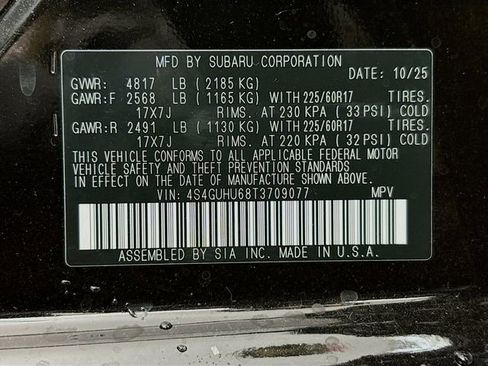 MFD BY SUBARU CORPORATION
DATE: 10/25
GVWR: 4817 LB (2185 KG)
GAWR:F 2568 LB (1165 KG) WITH 225/60R17 TIRES.
17X7J RIMS. AT 230 KPA (33 PSI) COLD
GAWR:R 2491 LB (1130 KG) WITH 225/60R17 TIRES.
17X7J RIMS. AT 220 KPA (32 PSI) COLD
THIS VEHICLE CONFORMS TO ALL APPLICABLE FEDERAL MOTOR
VEHICLE SAFETY AND THEFT PREVENTION STANDARDS
IN EFFECT ON THE DATE OF MANUFACTURE SHOWN ABOVE.
VIN: 4S4GUHU68T3709077 MPV
ASSEMBLED BY SIA INC. MADE IN U.S.A.